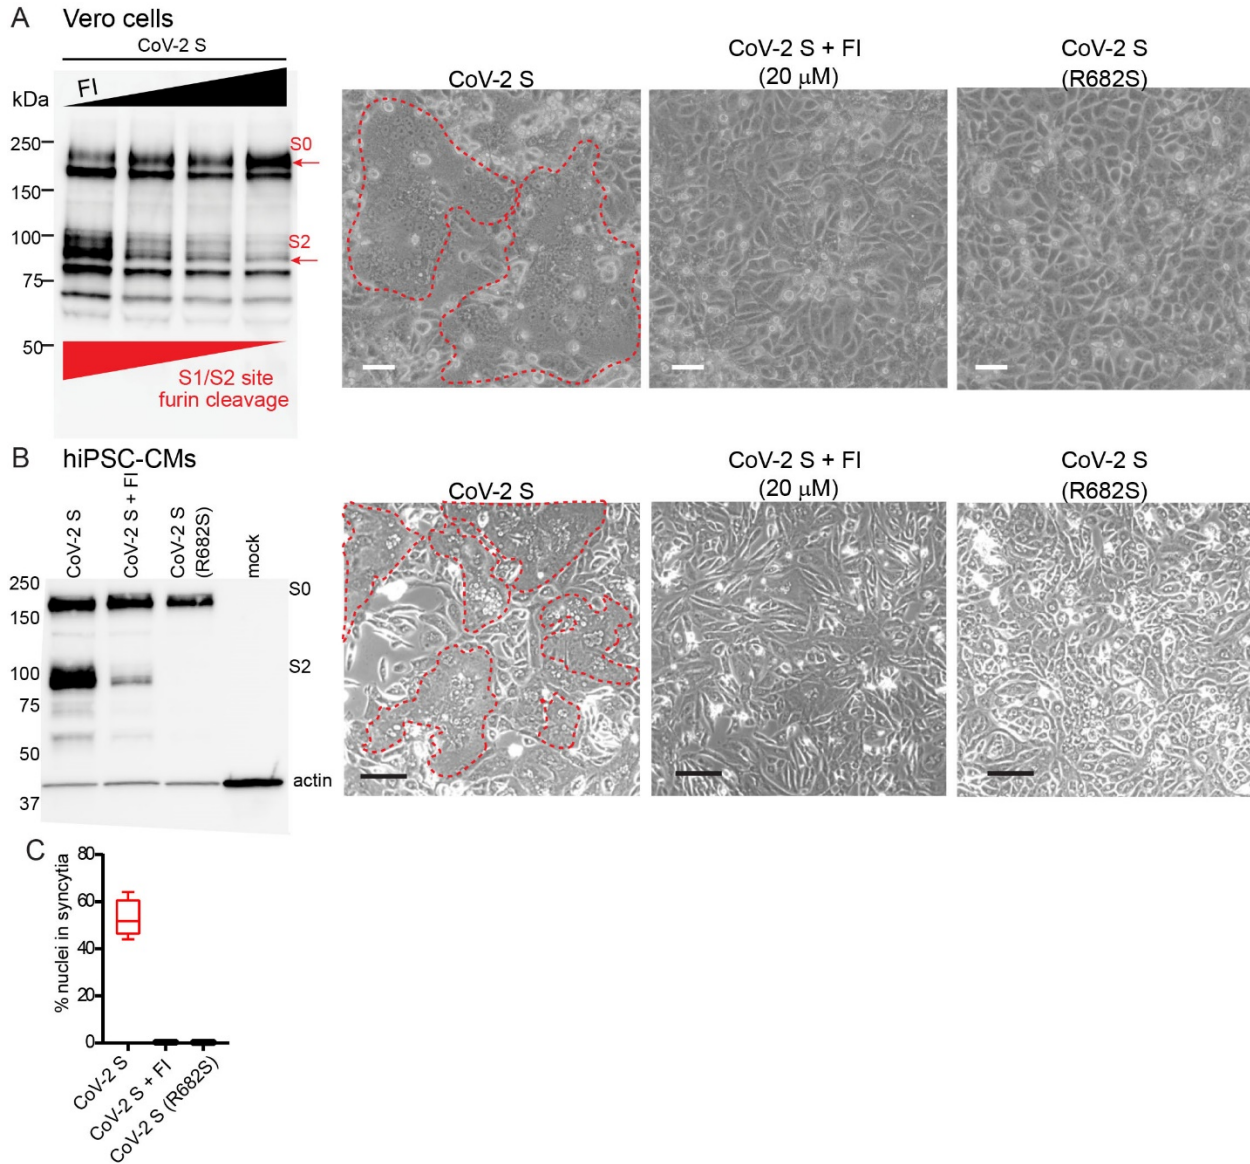 A
Vero cells
CoV-2 S
FI
kDa
250
150
100
75
50
S0
S2
S1/S2 site
furin cleavage
CoV-2 S
CoV-2 S + FI
(20 μM)
CoV-2 S
(R682S)
B
hiPSC-CMs
CoV-2 S
CoV-2 S + FI
CoV-2 S
(R682S)
mock
250
150
100
75
50
37
S0
S2
actin
CoV-2 S
CoV-2 S + FI
(20 μM)
CoV-2 S
(R682S)
C
% nuclei in syncytia
80
60
40
20
0
CoV-2 S
CoV-2 S + FI
CoV-2 S (R682S)